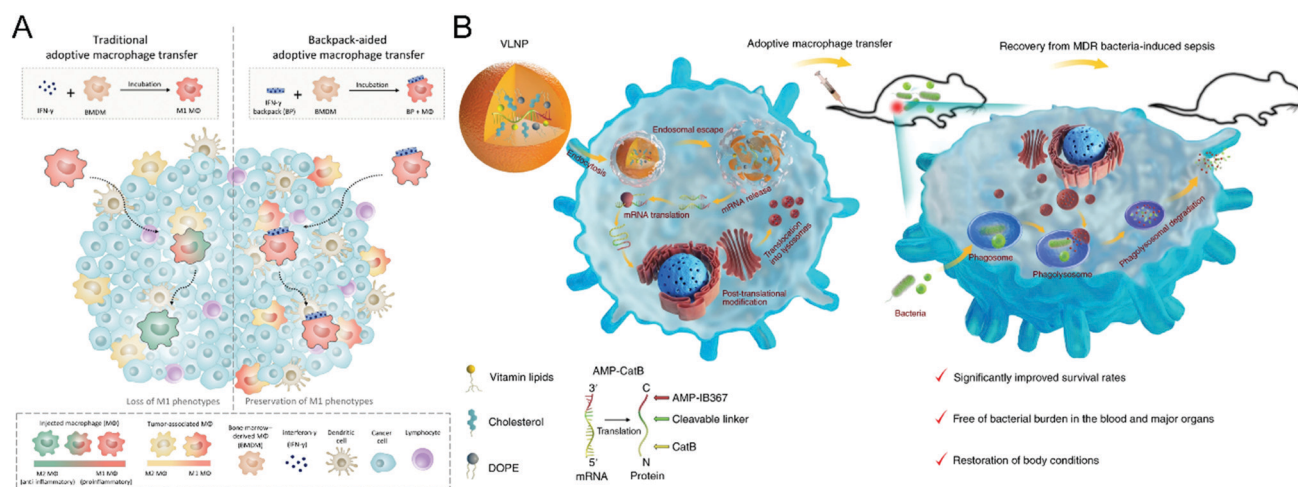 A
Traditional
adoptive macrophage transfer
IFN-γ
BMDM
Incubation
M1 MΦ
Backpack-aided
adoptive macrophage transfer
IFN-γ
backpack (BP)
BMDM
Incubation
BP + MΦ
Loss of M1 phenotypes
Preservation of M1 phenotypes
Injected macrophage (MΦ)
M2 MΦ
(anti-inflammatory)
M1 MΦ
(proinflammatory)
Tumor-associated MΦ
M2 MΦ
M1 MΦ
Bone marrow–
derived MΦ
(BMDM)
Interferon-γ
(IFN-γ)
Dendritic
cell
Cancer
cell
Lymphocyte
B
VLNP
Endocytosis
Endosomal escape
mRNA release
mRNA translation
Translocation
into lysosomes
Post-translational
modification
Adoptive macrophage transfer
Recovery from MDR bacteria-induced sepsis
Bacteria
Phagosome
Phagolysosome
Phagolysosomal degradation
Vitamin lipids
Cholesterol
DOPE
AMP-CatB
3′
5′
mRNA
Translation
C
N
Protein
AMP-IB367
Cleavable linker
CatB
✓ Significantly improved survival rates
✓ Free of bacterial burden in the blood and major organs
✓ Restoration of body conditions